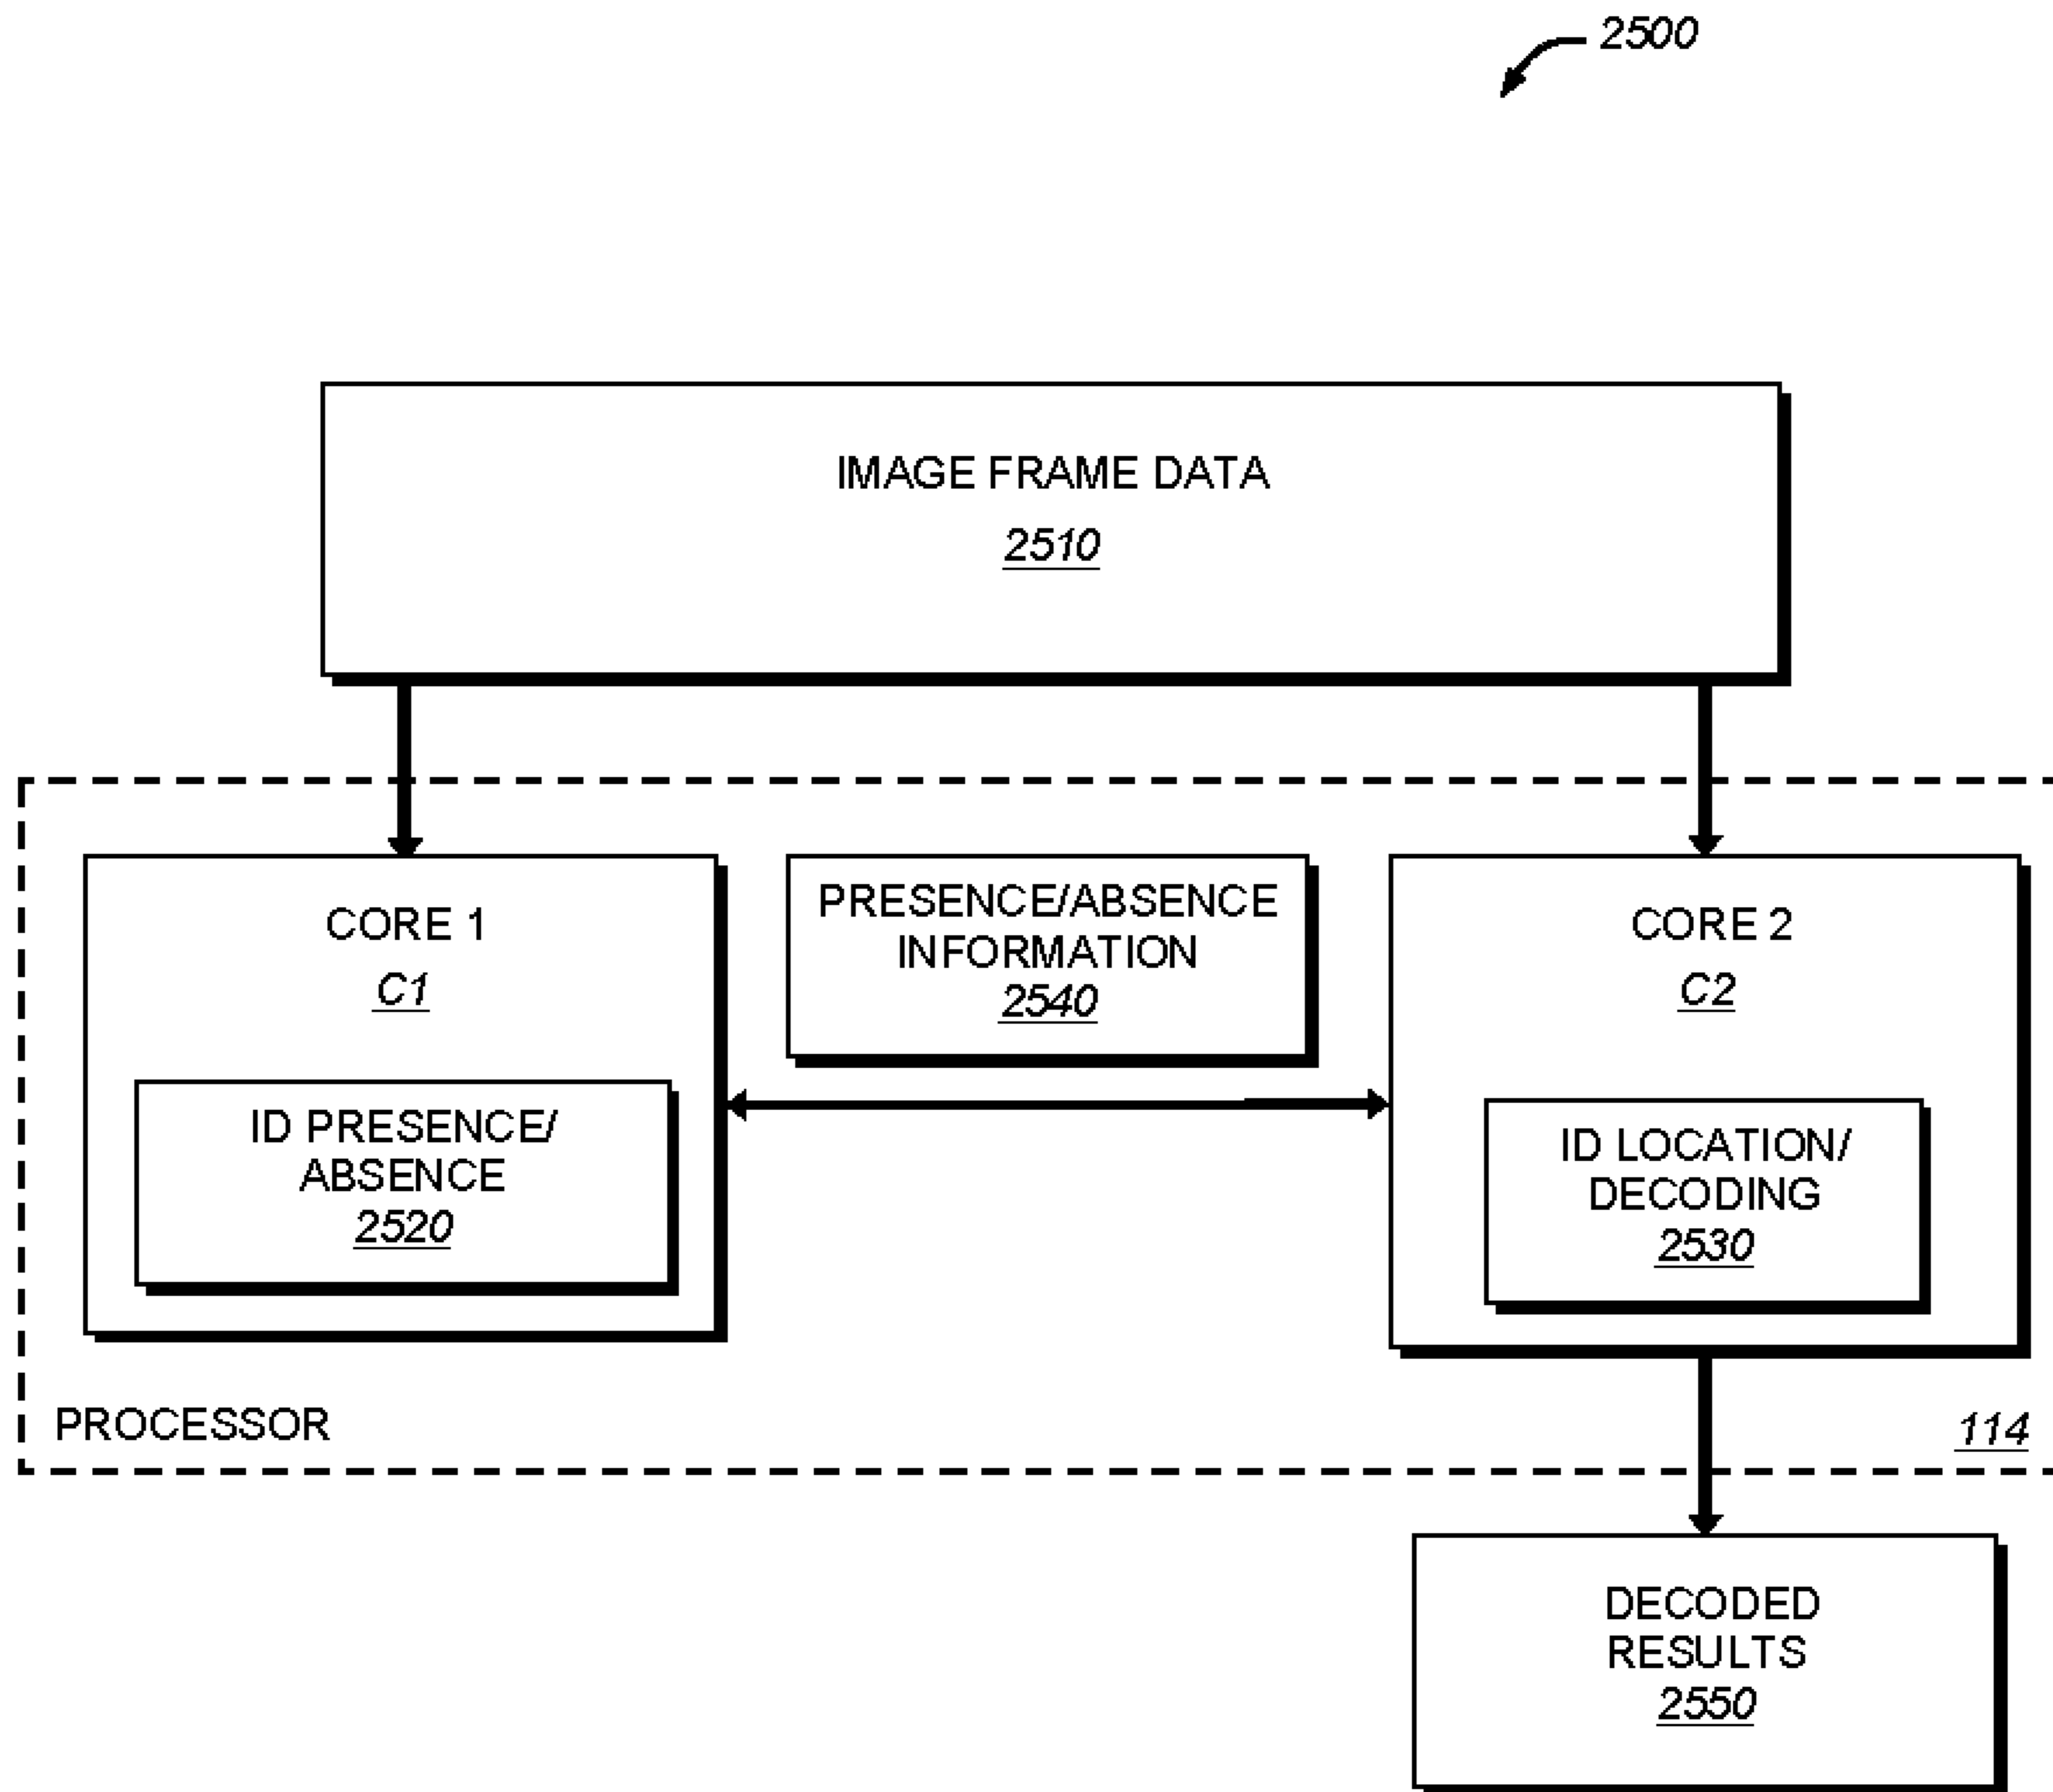 2500
IMAGE FRAME DATA
2510
CORE 1
C1
PRESENCE/ABSENCE
INFORMATION
2540
CORE 2
C2
ID PRESENCE/
ABSENCE
2520
ID LOCATION/
DECODING
2530
PROCESSOR
114
DECODED
RESULTS
2550